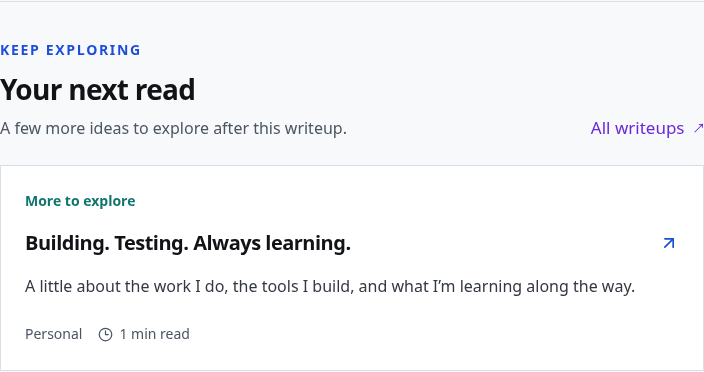 KEEP EXPLORING
Your next read
A few more ideas to explore after this writeup.
All writeups ↗
More to explore
Building. Testing. Always learning.
A little about the work I do, the tools I build, and what I’m learning along the way.
Personal 1 min read